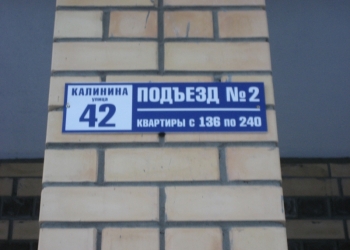 КАЛИНИНА
улица
42
ПОДЪЕЗД №2
КВАРТИРЫ С 136 по 240